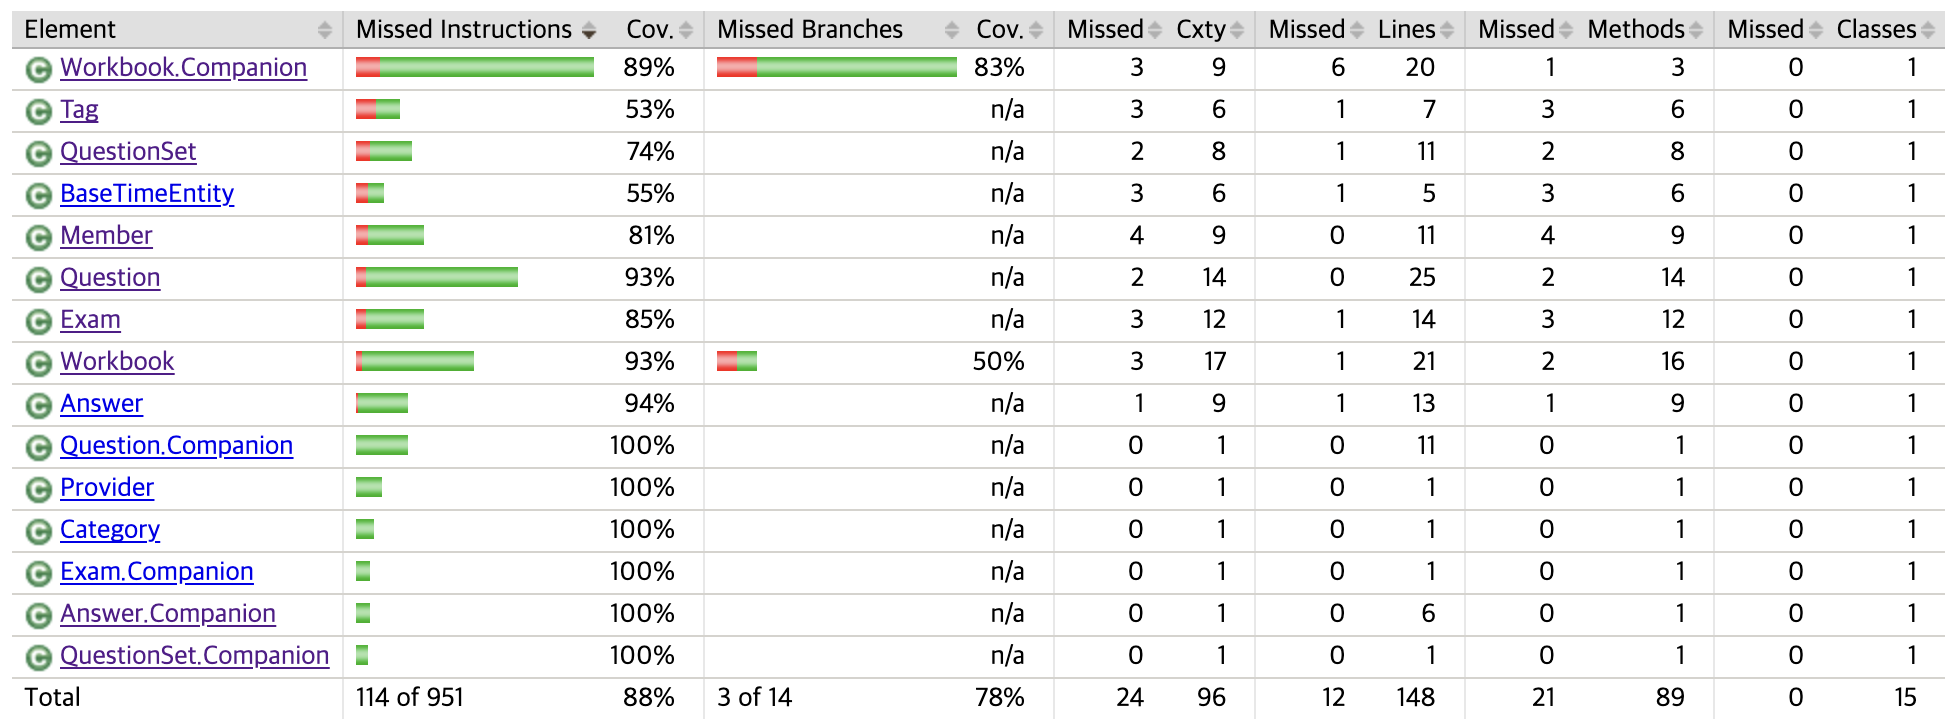 Element Missed Instructions Cov. Missed Branches Cov. Missed Cxty Missed Lines Missed Methods Missed Classes
Workbook.Companion 89% 83% 3 9 6 20 1 3 0 1
Tag 53% n/a 3 6 1 7 3 6 0 1
QuestionSet 74% n/a 2 8 1 11 2 8 0 1
BaseTimeEntity 55% n/a 3 6 1 5 3 6 0 1
Member 81% n/a 4 9 0 11 4 9 0 1
Question 93% n/a 2 14 0 25 2 14 0 1
Exam 85% n/a 3 12 1 14 3 12 0 1
Workbook 93% 50% 3 17 1 21 2 16 0 1
Answer 94% n/a 1 9 1 13 1 9 0 1
Question.Companion 100% n/a 0 1 0 11 0 1 0 1
Provider 100% n/a 0 1 0 1 0 1 0 1
Category 100% n/a 0 1 0 1 0 1 0 1
Exam.Companion 100% n/a 0 1 0 1 0 1 0 1
Answer.Companion 100% n/a 0 1 0 6 0 1 0 1
QuestionSet.Companion 100% n/a 0 1 0 1 0 1 0 1
Total 114 of 951 88% 3 of 14 78% 24 96 12 148 21 89 0 15